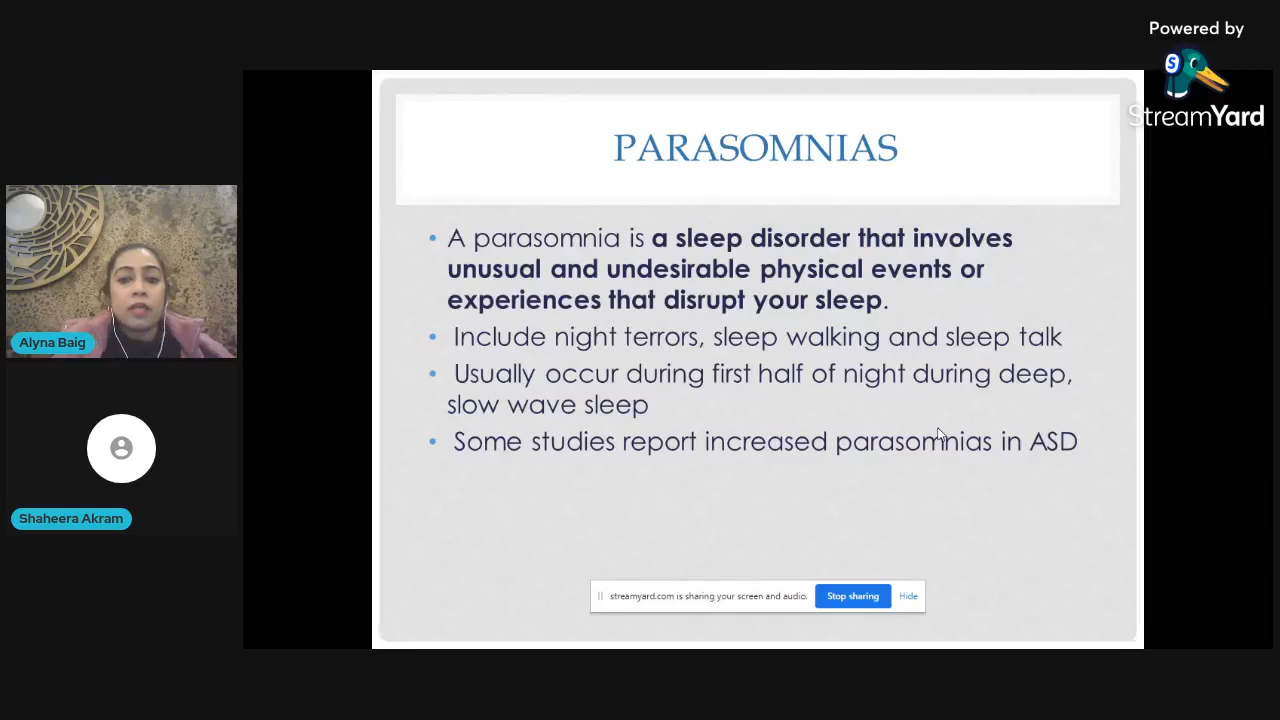 Powered by
StreamYard
PARASOMNIAS
• A parasomnia is a sleep disorder that involves
unusual and undesirable physical events or
experiences that disrupt your sleep.
• Include night terrors, sleep walking and sleep talk
• Usually occur during first half of night during deep,
slow wave sleep
• Some studies report increased parasomnias in ASD
Alyna Baig
Shaheera Akram
streamyard.com is sharing your screen and audio. Stop sharing Hide